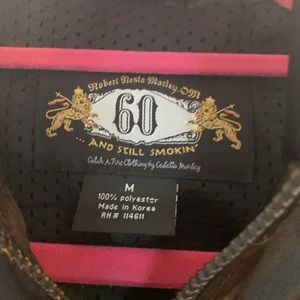 Robert Nesta Marley, OM
60
... AND STILL SMOKIN'
Catch A Fire Clothing by Cedella Marley
M
100% polyester
Made in Korea
RN# 114611